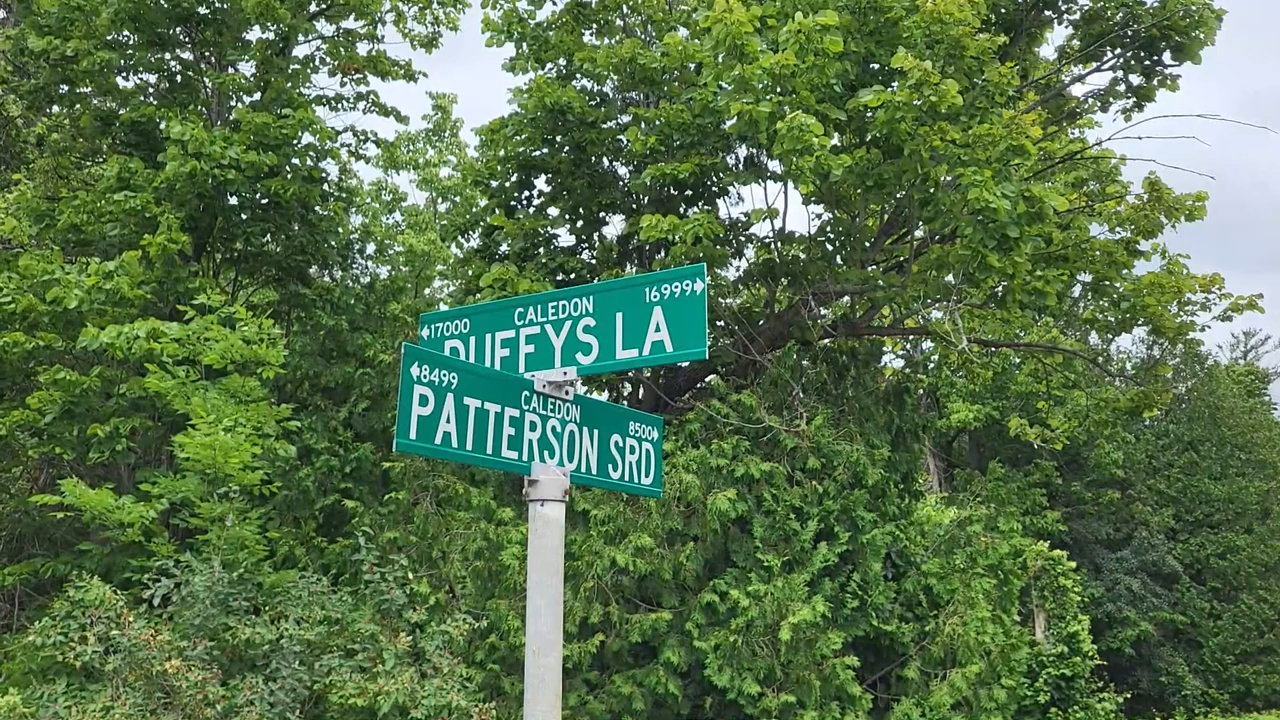 CALEDON 16999→
←17000
DUFFYS LA
←8499
CALEDON
8500→
PATTERSON SRD